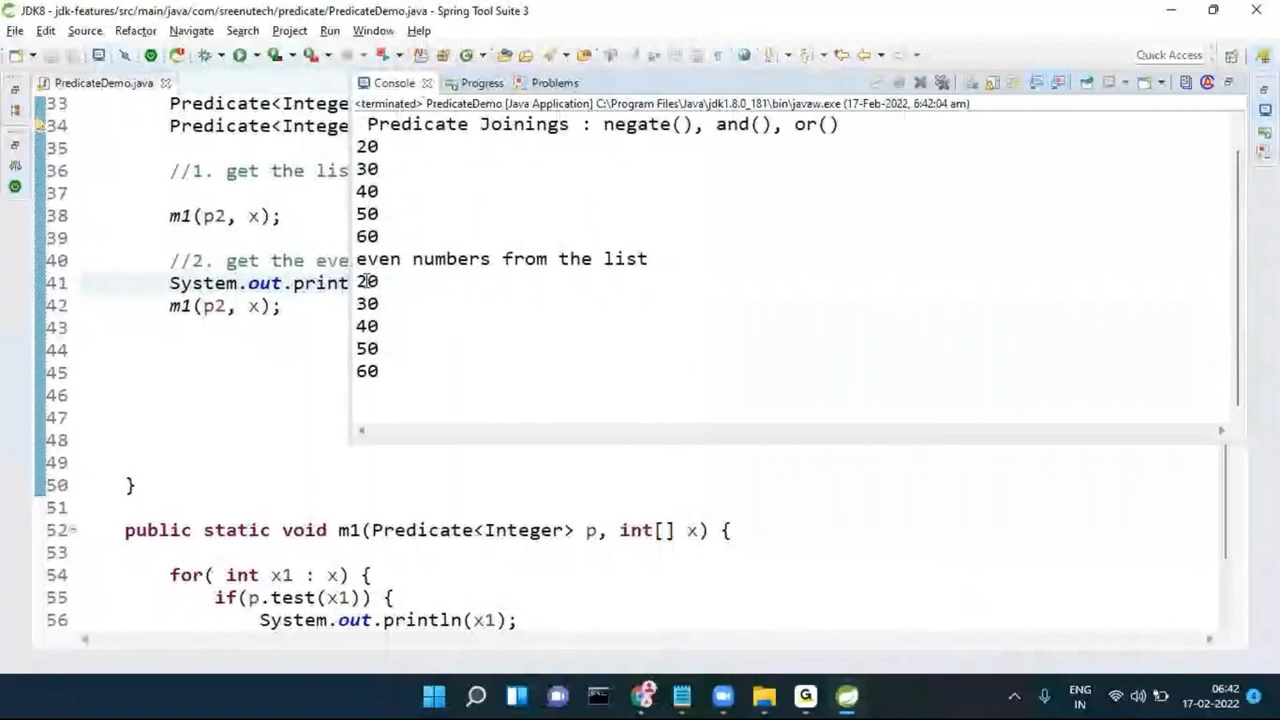 JDK8 - jdk-features/src/main/java/com/sreenutech/predicate/PredicateDemo.java - Spring Tool Suite 3
File Edit Source Refactor Navigate Search Project Run Window Help
Quick Access
PredicateDemo.java
Console Progress Problems
<terminated> PredicateDemo [Java Application] C:\Program Files\Java\jdk1.8.0_181\bin\javaw.exe (17-Feb-2022, 6:42:04 am)
Predicate Joinings : negate(), and(), or()
20
30
40
50
60
even numbers from the list
20
30
40
50
60
33 Predicate<Intege
34 Predicate<Intege
35
36 //1. get the lis
37
38 m1(p2, x);
39
40 //2. get the eve
41 System.out.print
42 m1(p2, x);
43
44
45
46
47
48
49
50 }
51
52 public static void m1(Predicate<Integer> p, int[] x) {
53
54 for( int x1 : x) {
55 if(p.test(x1)) {
56 System.out.println(x1);
ENG
IN
06:42
17-02-2022
4